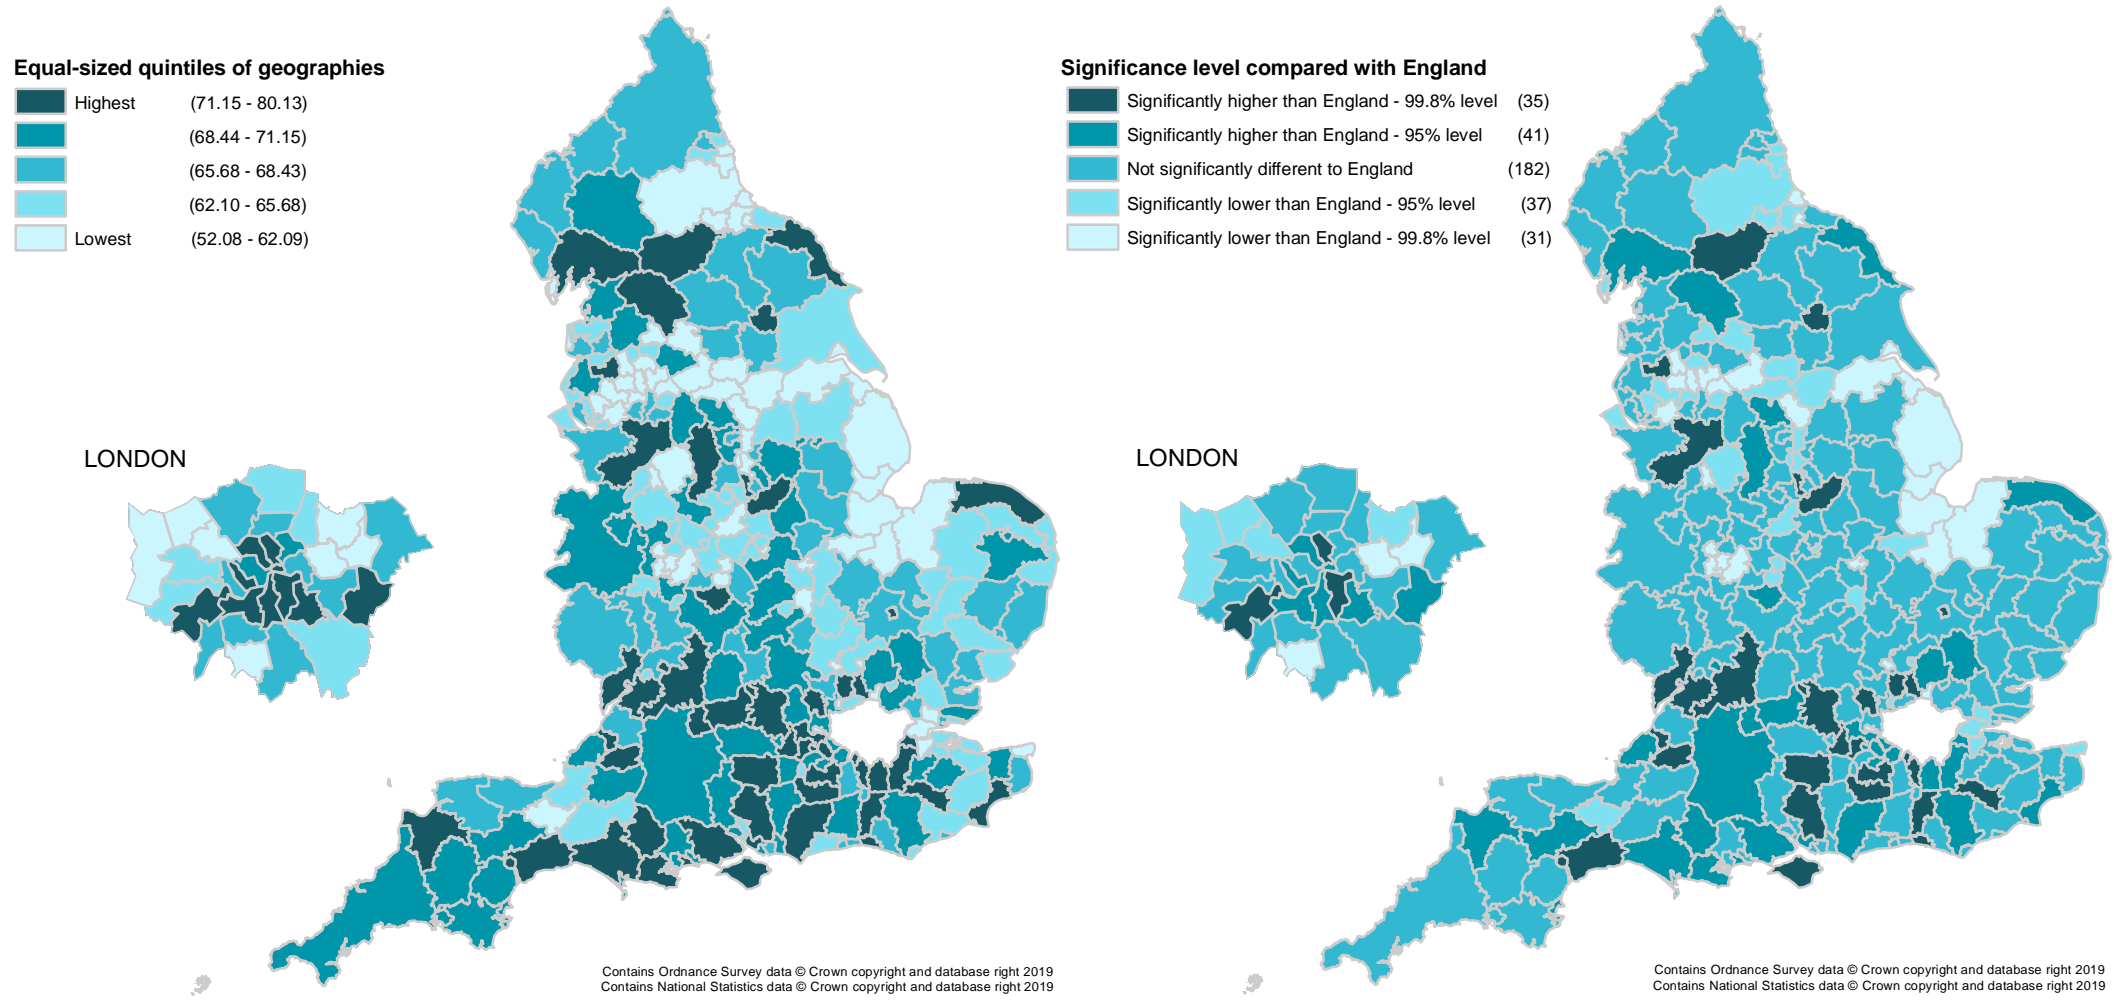 Equal-sized quintiles of geographies
Highest (71.15 - 80.13)
(68.44 - 71.15)
(65.68 - 68.43)
(62.10 - 65.68)
Lowest (52.08 - 62.09)
LONDON
Contains Ordnance Survey data © Crown copyright and database right 2019
Contains National Statistics data © Crown copyright and database right 2019
Significance level compared with England
Significantly higher than England - 99.8% level (35)
Significantly higher than England - 95% level (41)
Not significantly different to England (182)
Significantly lower than England - 95% level (37)
Significantly lower than England - 99.8% level (31)
LONDON
Contains Ordnance Survey data © Crown copyright and database right 2019
Contains National Statistics data © Crown copyright and database right 2019